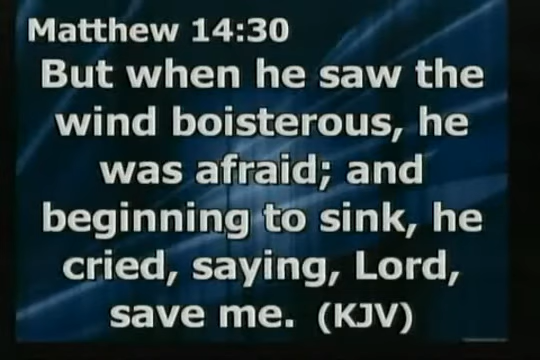 Matthew 14:30
But when he saw the
wind boisterous, he
was afraid; and
beginning to sink, he
cried, saying, Lord,
save me. (KJV)